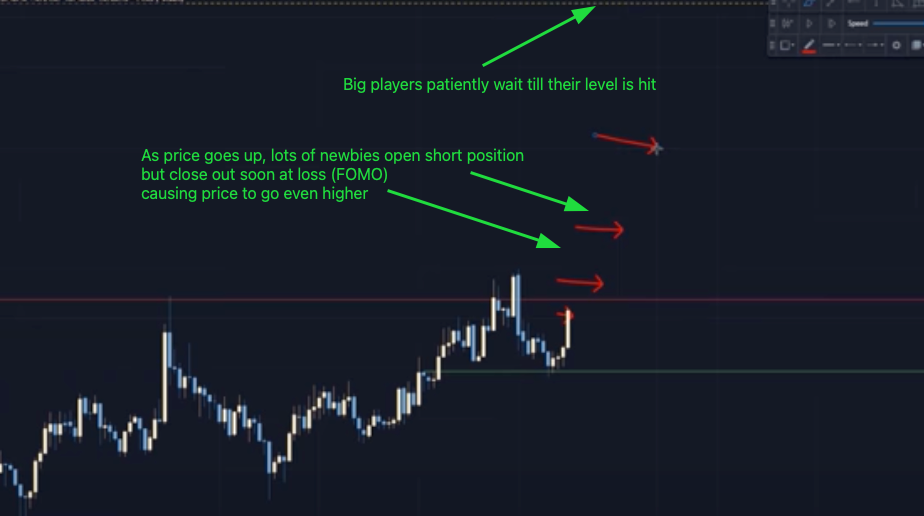 Big players patiently wait till their level is hit
As price goes up, lots of newbies open short position
but close out soon at loss (FOMO)
causing price to go even higher
Speed